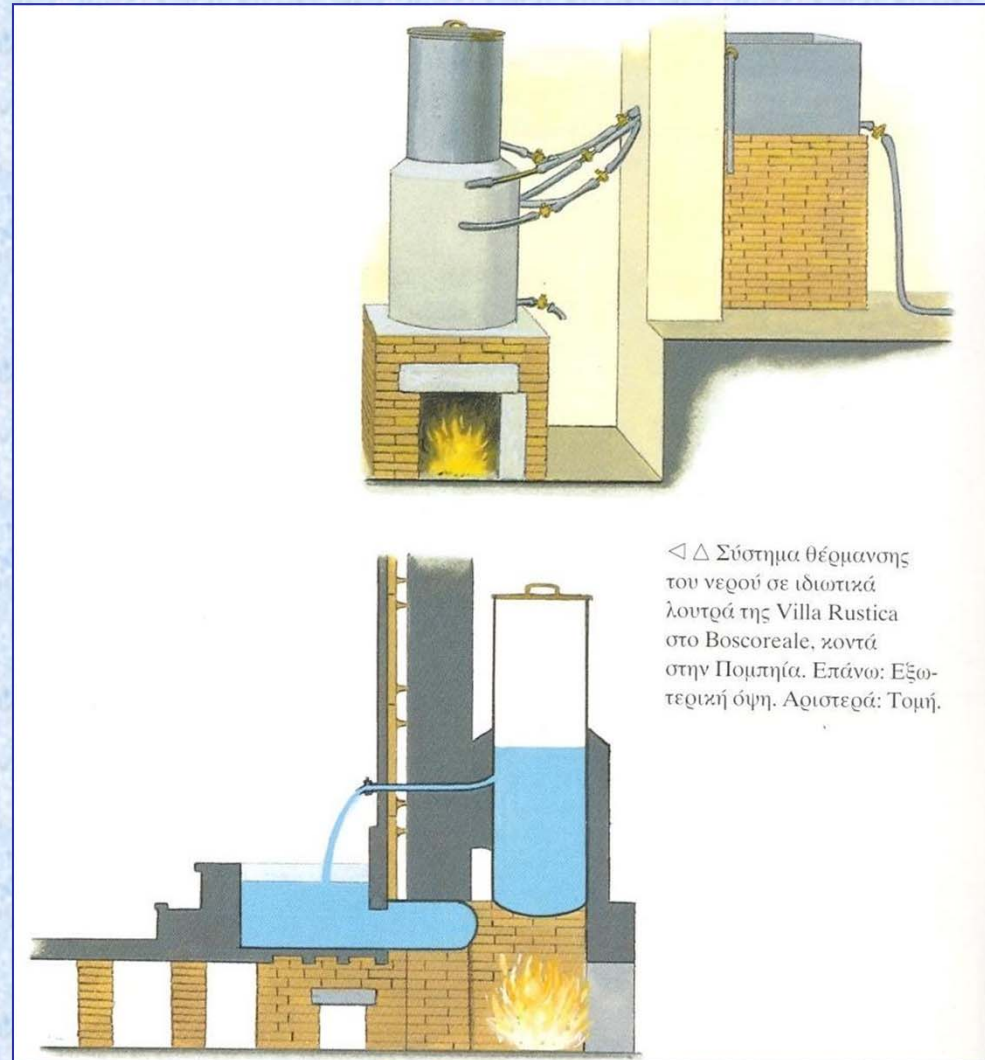 ◁ △ Σύστημα θέρμανσης
του νερού σε ιδιωτικά
λουτρά της Villa Rustica
στο Boscoreale, κοντά
στην Πομπηία. Επάνω: Εξω-
τερική όψη. Αριστερά: Τομή.